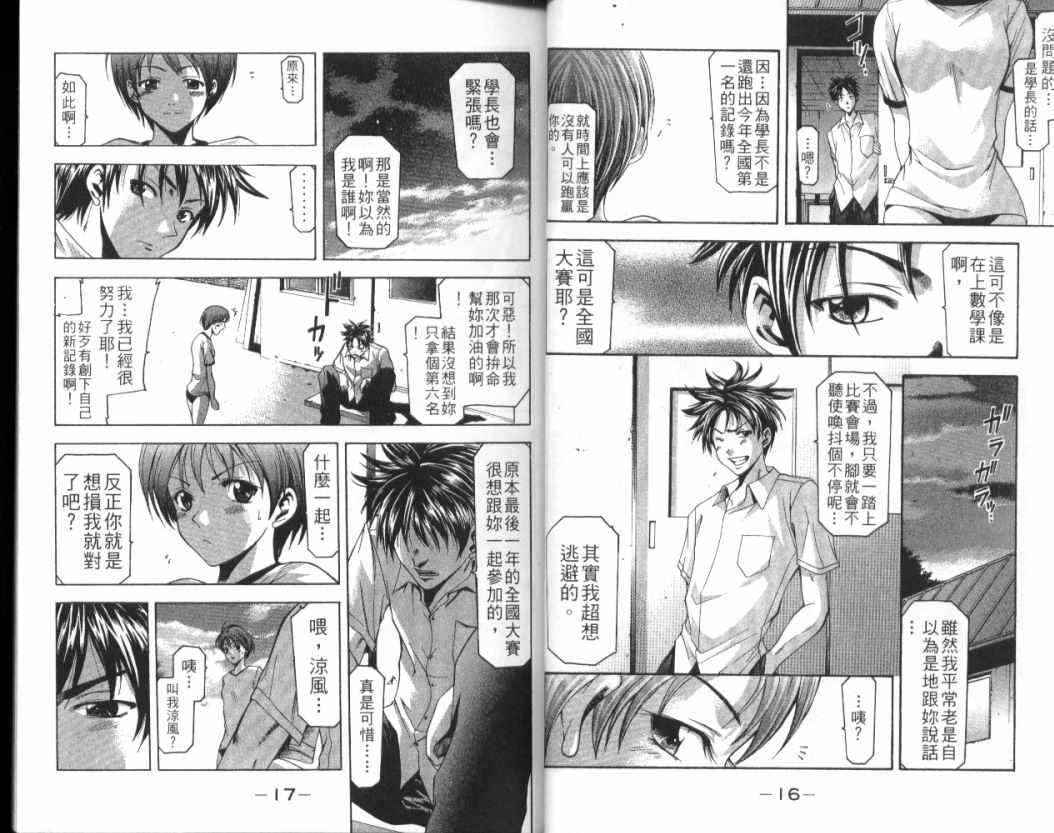 沒問題的…
是學長的話…
コッ
…嗯？
因…因為學長不是
還跑出今年全國第
一名的記錄嗎？
就時間上應該是
沒有人可以跑贏
你的。
這可不像是
在上數學課
啊，
這可是全國
大賽耶？
ガラ
ガラッ
不過，我只要一踏上
比賽會場，腳就會不
聽使喚抖個不停呢…
其實我超想
逃避的。
雖然我平常老是自
以為是地跟妳說話
…
…咦？
—16—
學長也會…
緊張嗎？
那是當然的
啊！妳以為
我是誰啊！
原來…
如此啊…
………
可惡！所以我
那次才會拚命
幫妳加油的啊
！
結果沒想到妳
只拿個第六名
！
ガッ
我…我已經很
努力了耶！
好歹有創下自己
的新記錄啊！
原本最後一年的全國大賽
很想跟妳一起參加的，
什麼一起…
反正你就是
想損我就對
了吧？
真是可惜……
喂，涼風…
咦…
叫我涼風？
—17—